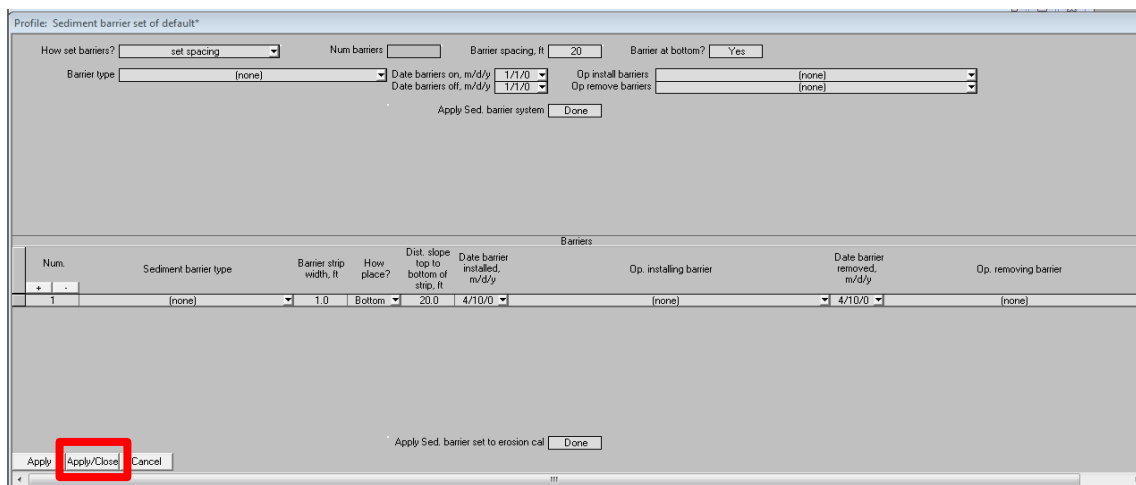 Profile: Sediment barrier set of default*
How set barriers? set spacing Num barriers Barrier spacing, ft 20 Barrier at bottom? Yes
Barrier type (none) Date barriers on, m/d/y 1/1/0 Op install barriers (none)
Date barriers off, m/d/y 1/1/0 Op remove barriers (none)
Apply Sed. barrier system Done
Barriers
Num. + - Sediment barrier type Barrier strip width, ft How place? Dist. slope top to bottom of strip, ft Date barrier installed, m/d/y Op. installing barrier Date barrier removed, m/d/y Op. removing barrier
1 (none) 1.0 Bottom 20.0 4/10/0 (none) 4/10/0 (none)
Apply Sed. barrier set to erosion cal Done
Apply Apply/Close Cancel